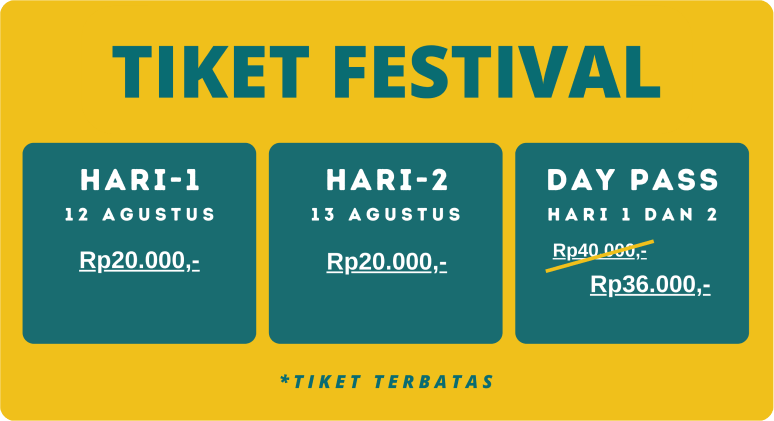 TIKET FESTIVAL
HARI-1
12 AGUSTUS
Rp20.000,-
HARI-2
13 AGUSTUS
Rp20.000,-
DAY PASS
HARI 1 DAN 2
Rp40.000,-
Rp36.000,-
*TIKET TERBATAS